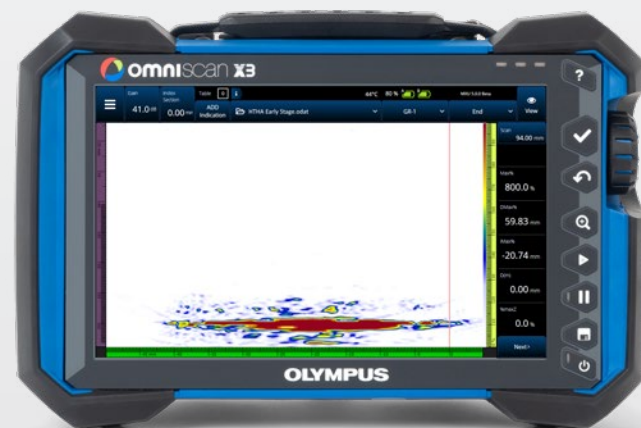 omniscan X3
?
Gain
41.0 dB
Index
Section
0.00 mm
Table
ADD
Indication
44°C
80 %
HTHA Early Stage.odat
GR-1
End
View
Scan
94.00 mm
800.0 %
59.83 mm
-20.74 mm
0.00 mm
0.0 %
Next>
OLYMPUS